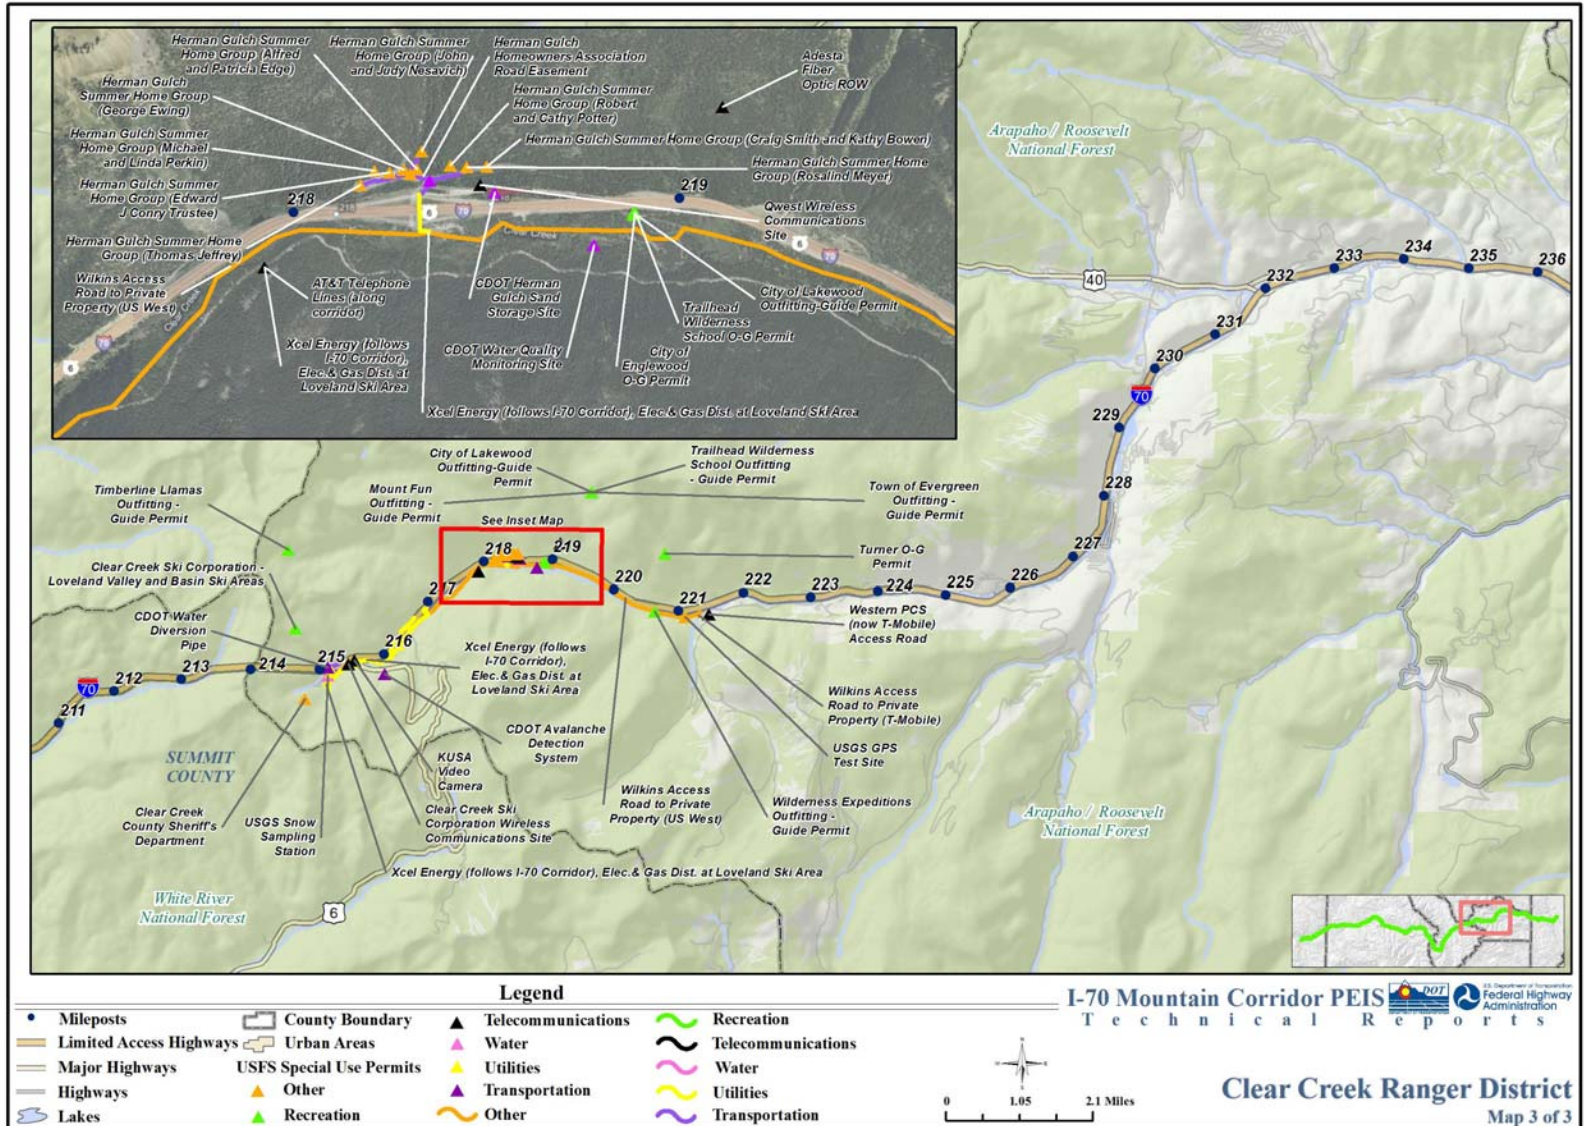 Herman Gulch Summer
Home Group (Alfred
and Patricia Edge)
Herman Gulch Summer
Home Group (John
and Judy Nesavich)
Herman Gulch
Homeowners Association
Road Easement
Adesta
Fiber
Optic ROW
Herman Gulch
Summer Home Group
(George Ewing)
Herman Gulch Summer
Home Group (Robert
and Cathy Potter)
Herman Gulch Summer
Home Group (Michael
and Linda Perkin)
Herman Gulch Summer Home Group (Craig Smith and Kathy Bowen)
Herman Gulch Summer Home
Group (Rosalind Meyer)
Herman Gulch Summer
Home Group (Edward
J Conry Trustee)
218
219
218
6
70
Qwest Wireless
Communications
Site
Herman Gulch Summer Home
Group (Thomas Jeffrey)
Clear Creek
6
70
Wilkins Access
Road to Private
Property (US West)
AT&T Telephone
Lines (along
corridor)
CDOT Herman
Gulch Sand
Storage Site
City of Lakewood
Outfitting-Guide Permit
Trailhead
Wilderness
School O-G Permit
Clear Creek
70
6
Xcel Energy (follows
I-70 Corridor),
Elec.& Gas Dist. at
Loveland Ski Area
CDOT Water Quality
Monitoring Site
City of
Englewood
O-G Permit
Xcel Energy (follows I-70 Corridor), Elec.& Gas Dist. at Loveland Ski Area
Arapaho / Roosevelt
National Forest
40
232
233
234
235
236
231
230
70
229
228
227
City of Lakewood
Outfitting-Guide
Permit
Trailhead Wilderness
School Outfitting
- Guide Permit
Timberline Llamas
Outfitting -
Guide Permit
Mount Fun
Outfitting -
Guide Permit
Town of Evergreen
Outfitting -
Guide Permit
See Inset Map
Turner O-G
Permit
Clear Creek Ski Corporation -
Loveland Valley and Basin Ski Areas
218
219
217
220
221
222
223
224
225
226
CDOT Water
Diversion
Pipe
Western PCS
(now T-Mobile)
Access Road
216
215
214
213
212
70
211
Xcel Energy (follows
I-70 Corridor),
Elec.& Gas Dist. at
Loveland Ski Area
Wilkins Access
Road to Private
Property (T-Mobile)
CDOT Avalanche
Detection
System
USGS GPS
Test Site
SUMMIT
COUNTY
KUSA
Video
Camera
Clear Creek
County Sheriff's
Department
USGS Snow
Sampling
Station
Clear Creek Ski
Corporation Wireless
Communications Site
Wilkins Access
Road to Private
Property (US West)
Wilderness Expeditions
Outfitting -
Guide Permit
Arapaho / Roosevelt
National Forest
Xcel Energy (follows I-70 Corridor), Elec.& Gas Dist. at Loveland Ski Area
White River
National Forest
6
Legend
Mileposts
Limited Access Highways
Major Highways
Highways
Lakes
County Boundary
Urban Areas
USFS Special Use Permits
Other
Recreation
Telecommunications
Water
Utilities
Transportation
Other
Recreation
Telecommunications
Water
Utilities
Transportation
I-70 Mountain Corridor PEIS
Technical Reports
DOT
U.S. Department of Transportation
Federal Highway
Administration
0 1.05 2.1 Miles
Clear Creek Ranger District
Map 3 of 3